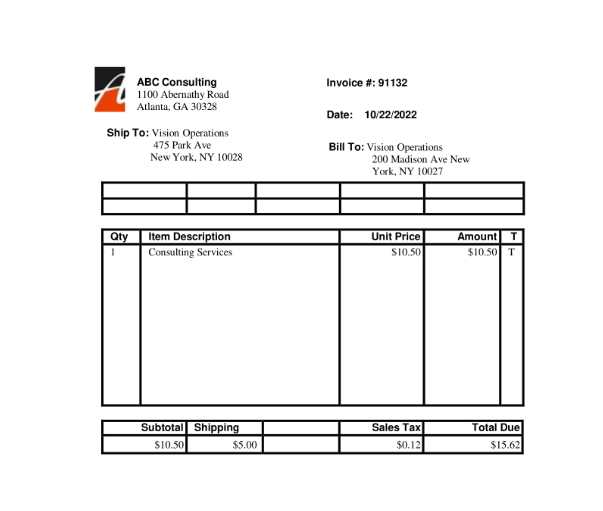 ABC Consulting
1100 Abernathy Road
Atlanta, GA 30328
Invoice #: 91132
Date: 10/22/2022
Ship To: Vision Operations
475 Park Ave
New York, NY 10028
Bill To: Vision Operations
200 Madison Ave New
York, NY 10027
Qty Item Description Unit Price Amount T
1 Consulting Services $10.50 $10.50 T
Subtotal Shipping Sales Tax Total Due
$10.50 $5.00 $0.12 $15.62